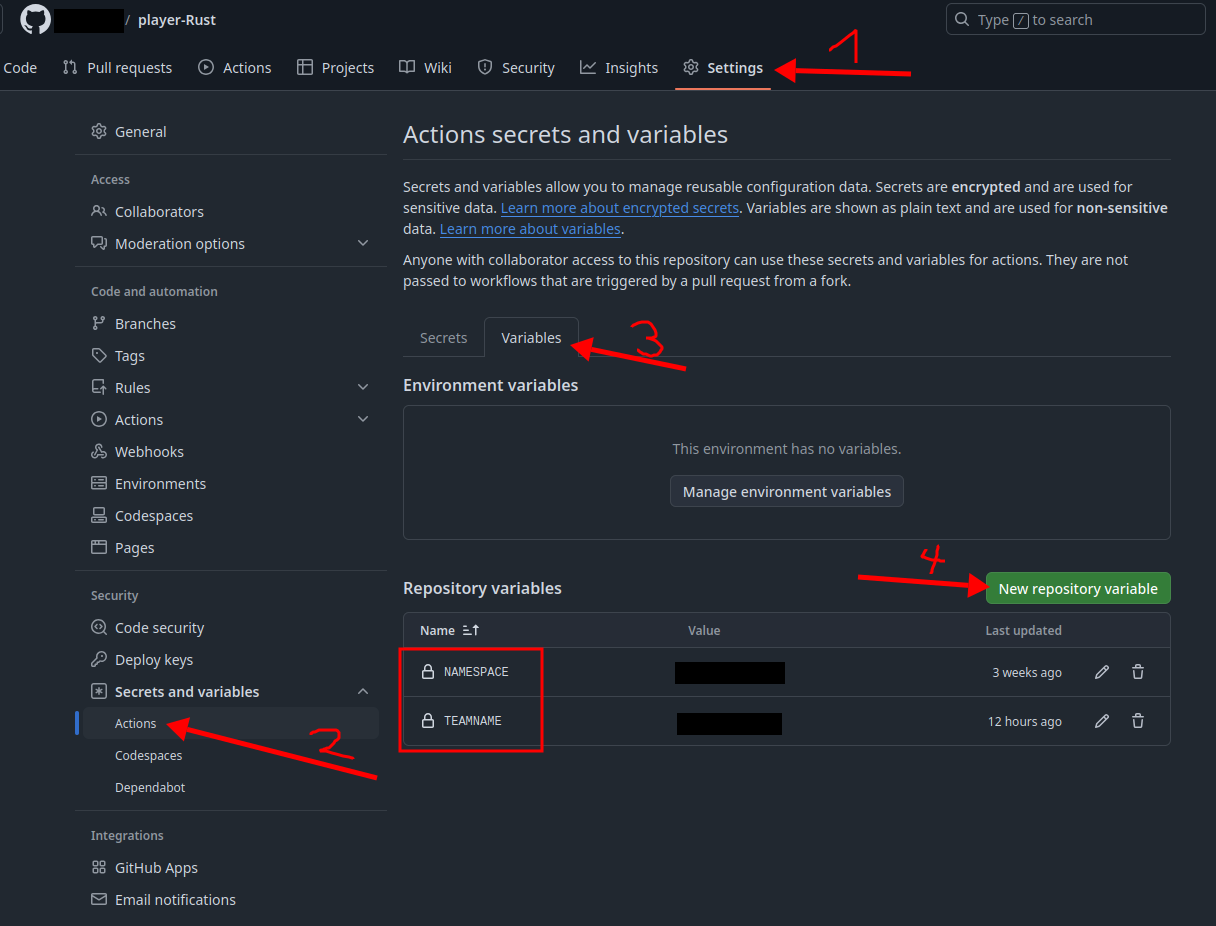 / player-Rust
Type / to search
Code Pull requests Actions Projects Wiki Security Insights Settings
1
General
Access
Collaborators
Moderation options
Code and automation
Branches
Tags
Rules
Actions
Webhooks
Environments
Codespaces
Pages
Security
Code security
Deploy keys
Secrets and variables
Actions
2
Codespaces
Dependabot
Integrations
GitHub Apps
Email notifications
Actions secrets and variables
Secrets and variables allow you to manage reusable configuration data. Secrets are encrypted and are used for
sensitive data. Learn more about encrypted secrets. Variables are shown as plain text and are used for non-sensitive
data. Learn more about variables.
Anyone with collaborator access to this repository can use these secrets and variables for actions. They are not
passed to workflows that are triggered by a pull request from a fork.
Secrets Variables
3
Environment variables
This environment has no variables.
Manage environment variables
4
Repository variables New repository variable
Name Value Last updated
NAMESPACE 3 weeks ago
TEAMNAME 12 hours ago